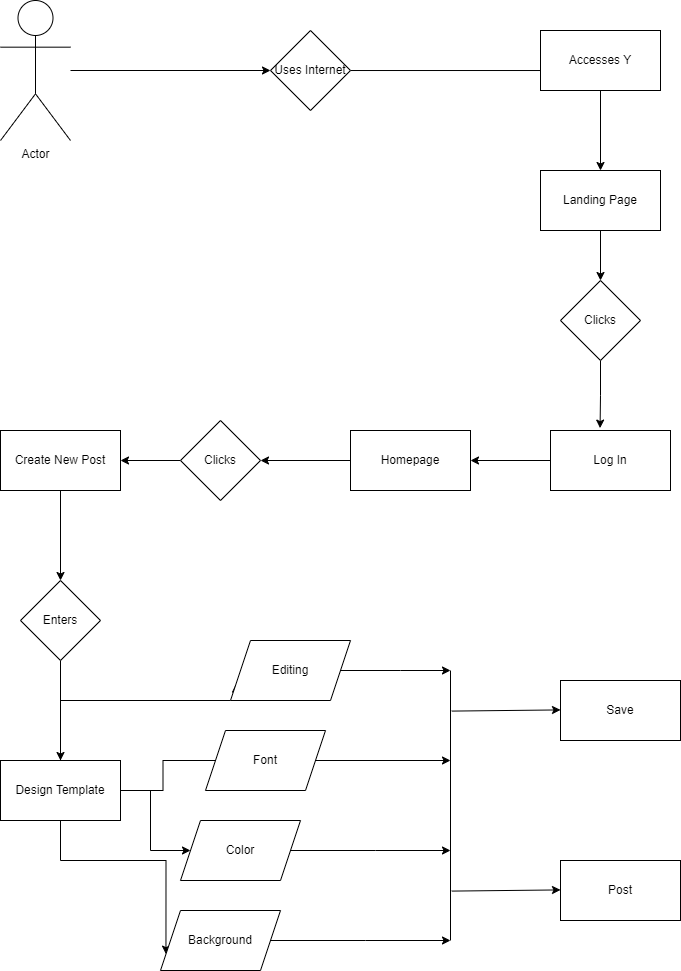 Uses Internet
Accesses Y
Actor
Landing Page
Clicks
Create New Post
Clicks
Homepage
Log In
Enters
Editing
Save
Font
Design Template
Color
Post
Background